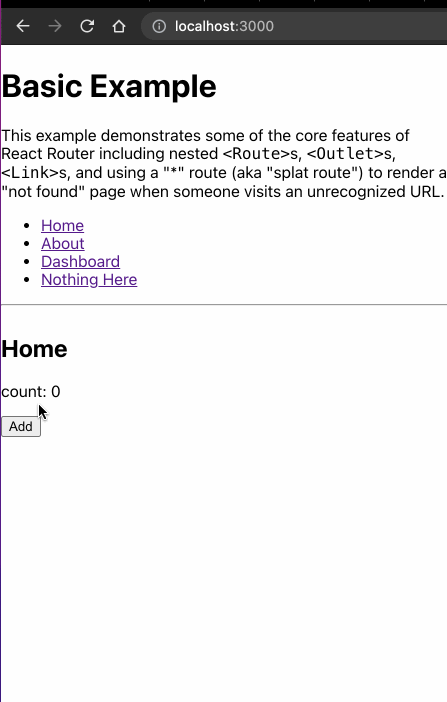 localhost:3000
Basic Example
This example demonstrates some of the core features of
React Router including nested <Route>s, <Outlet>s,
<Link>s, and using a "*" route (aka "splat route") to render a
"not found" page when someone visits an unrecognized URL.
Home
About
Dashboard
Nothing Here
Home
count: 0
Add